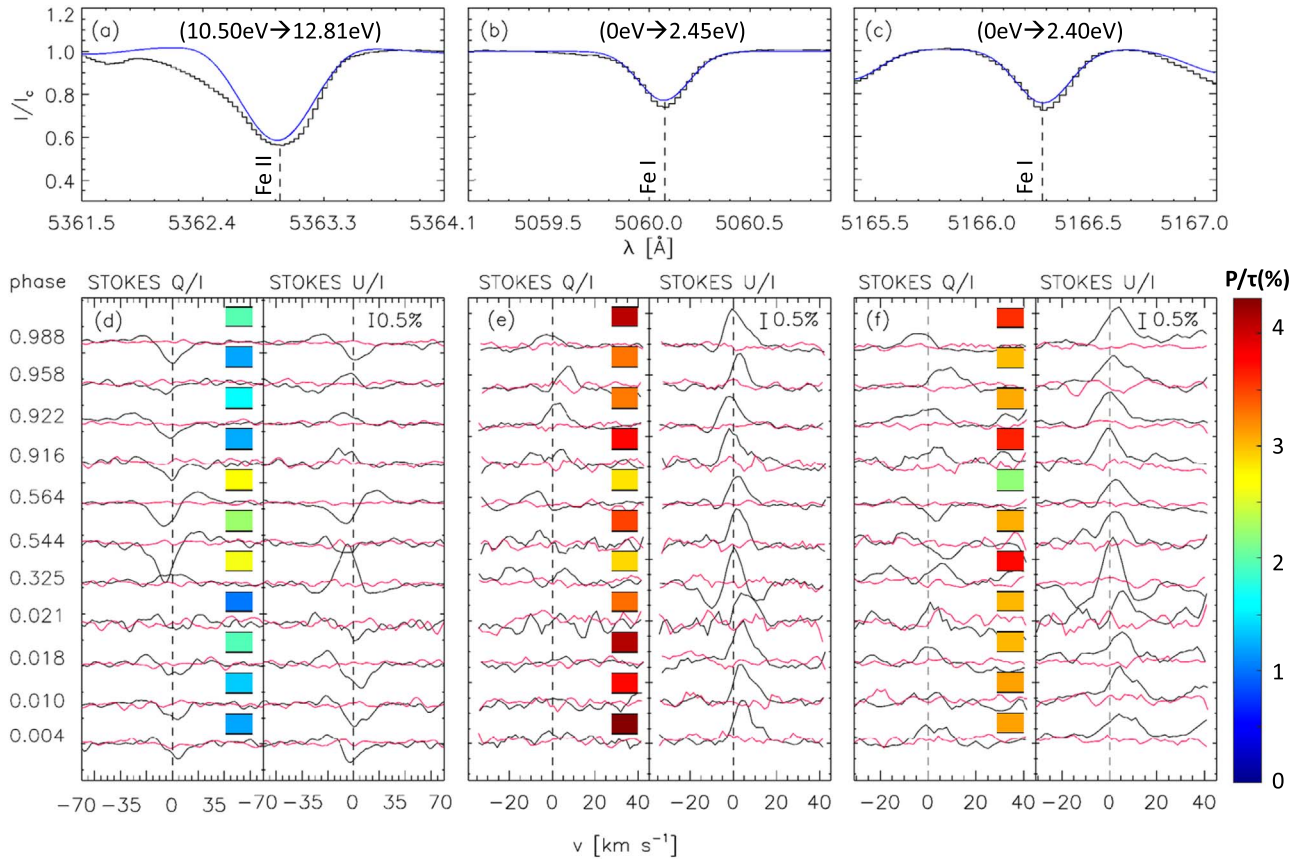 (a) (10.50eV→12.81eV)
(b) (0eV→2.45eV)
(c) (0eV→2.40eV)
1.2
1.0
0.8
0.6
0.4
I/Ic
Fe II
Fe I
Fe I
5361.5 5362.4 5363.5 5364.1 5059.5 5060.0 5060.5 5165.5 5166.0 5166.5 5167.0
λ [Å]
phase STOKES Q/I STOKES U/I STOKES Q/I STOKES U/I STOKES Q/I STOKES U/I P/τ(%)
(d) I0.5% (e) I 0.5% (f) I 0.5%
0.988
0.958
0.922
0.916
0.564
0.544
0.325
0.021
0.018
0.010
0.004
4
3
2
1
0
-70 -35 0 35 -70 -35 0 35 70 -20 0 20 40 -20 0 20 40 -20 0 20 40 -20 0 20 40
v [km s⁻¹]